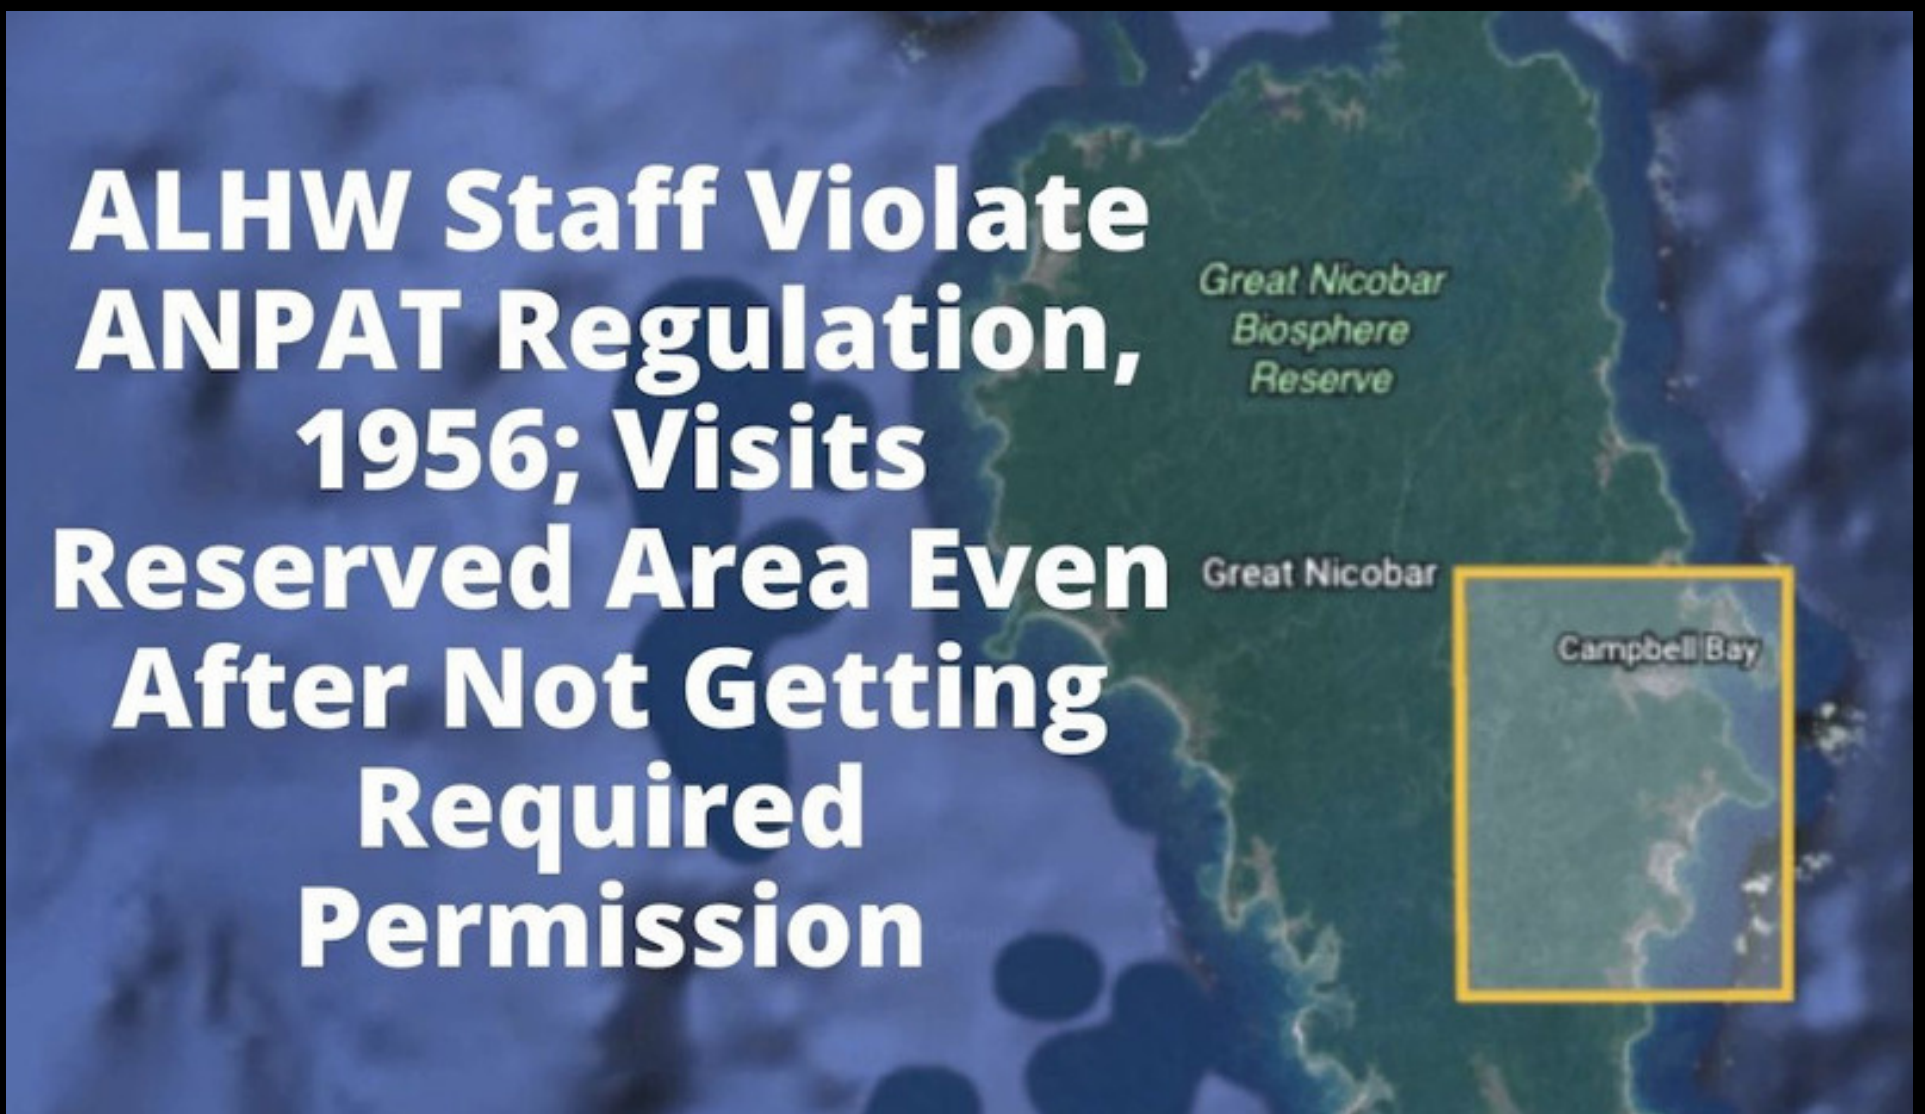 ALHW Staff Violate
ANPAT Regulation,
1956; Visits
Reserved Area Even
After Not Getting
Required
Permission
Great Nicobar
Biosphere
Reserve
Great Nicobar
Campbell Bay